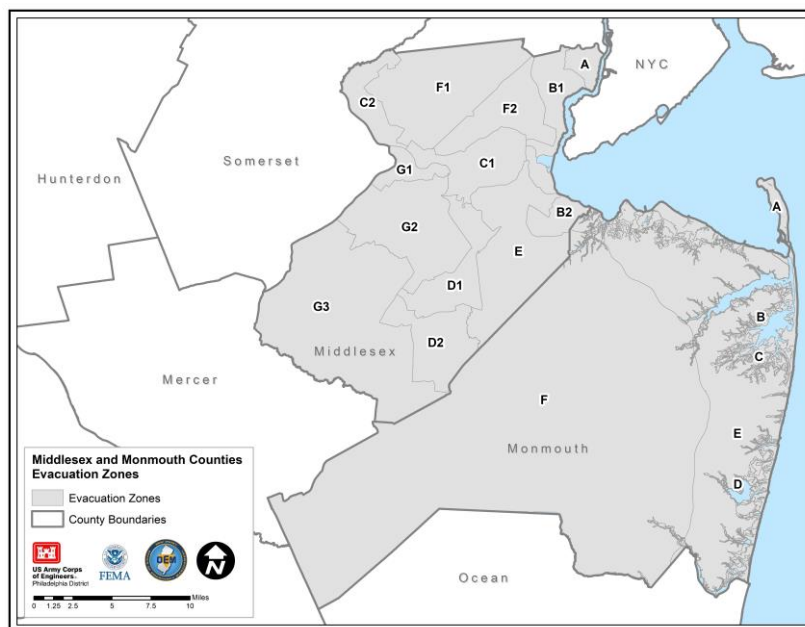 NYC
A
B1
F1
C2
F2
Somerset
C1
G1
Hunterdon
A
B2
G2
E
D1
G3
B
D2
Middlesex
C
Mercer
F
E
Monmouth
D
Middlesex and Monmouth Counties
Evacuation Zones
Evacuation Zones
County Boundaries
US Army Corps
of Engineers®
Philadelphia District
FEMA
OEM
N
Miles
0 1.25 2.5 5 7.5 10
Ocean